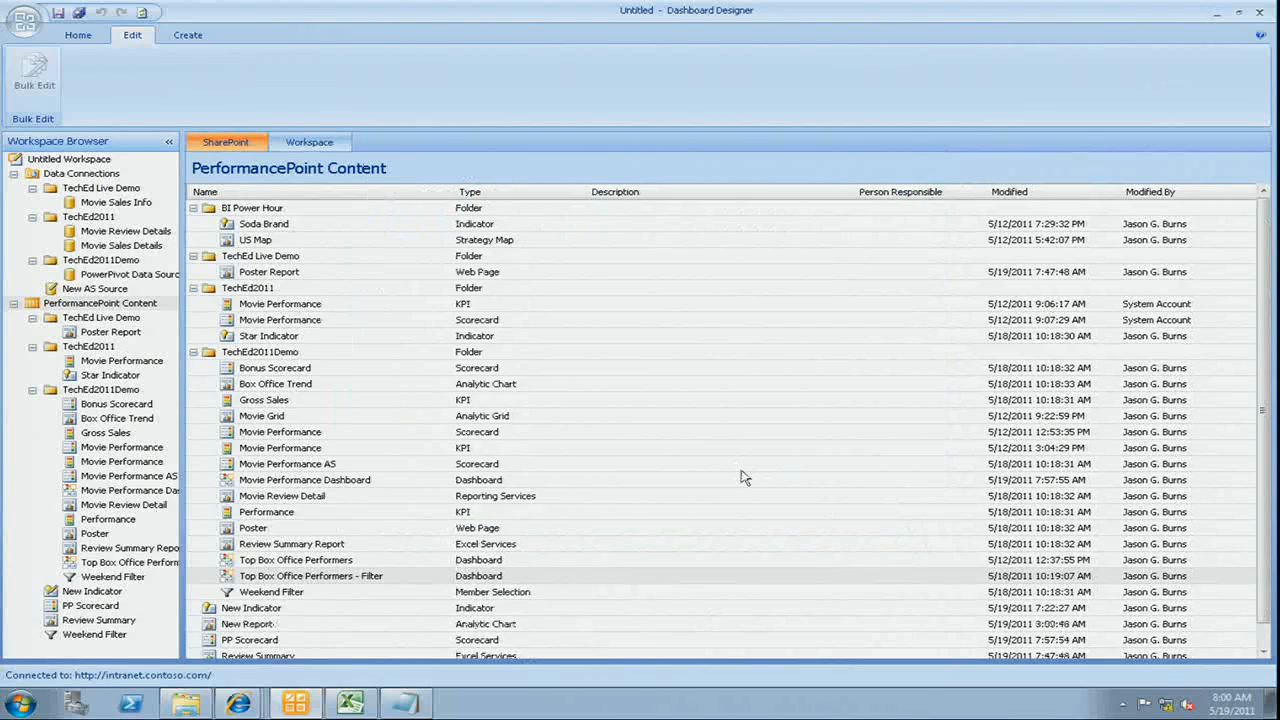 Untitled - Dashboard Designer
Home Edit Create
Bulk Edit
Bulk Edit
Workspace Browser «
Untitled Workspace
Data Connections
TechEd Live Demo
Movie Sales Info
TechEd2011
Movie Review Details
Movie Sales Details
TechEd2011Demo
PowerPivot Data Sourc
New AS Source
PerformancePoint Content
TechEd Live Demo
Poster Report
TechEd2011
Movie Performance
Star Indicator
TechEd2011Demo
Bonus Scorecard
Box Office Trend
Gross Sales
Movie Performance
Movie Performance
Movie Performance AS
Movie Performance Das
Movie Review Detail
Performance
Poster
Review Summary Repo
Top Box Office Perform
Weekend Filter
New Indicator
PP Scorecard
Review Summary
Weekend Filter
SharePoint Workspace
PerformancePoint Content
Name Type Description Person Responsible Modified Modified By
BI Power Hour Folder
Soda Brand Indicator 5/12/2011 7:29:32 PM Jason G. Burns
US Map Strategy Map 5/12/2011 5:42:07 PM Jason G. Burns
TechEd Live Demo Folder
Poster Report Web Page 5/19/2011 7:47:48 AM Jason G. Burns
TechEd2011 Folder
Movie Performance KPI 5/12/2011 9:06:17 AM System Account
Movie Performance Scorecard 5/12/2011 9:07:29 AM System Account
Star Indicator Indicator 5/18/2011 10:18:30 AM Jason G. Burns
TechEd2011Demo Folder
Bonus Scorecard Scorecard 5/18/2011 10:18:32 AM Jason G. Burns
Box Office Trend Analytic Chart 5/18/2011 10:18:33 AM Jason G. Burns
Gross Sales KPI 5/18/2011 10:18:31 AM Jason G. Burns
Movie Grid Analytic Grid 5/12/2011 9:22:59 PM Jason G. Burns
Movie Performance Scorecard 5/12/2011 12:53:35 PM Jason G. Burns
Movie Performance KPI 5/12/2011 3:04:29 PM Jason G. Burns
Movie Performance AS Scorecard 5/18/2011 10:18:31 AM Jason G. Burns
Movie Performance Dashboard Dashboard 5/19/2011 7:57:55 AM Jason G. Burns
Movie Review Detail Reporting Services 5/18/2011 10:18:32 AM Jason G. Burns
Performance KPI 5/18/2011 10:18:31 AM Jason G. Burns
Poster Web Page 5/18/2011 10:18:32 AM Jason G. Burns
Review Summary Report Excel Services 5/18/2011 10:18:32 AM Jason G. Burns
Top Box Office Performers Dashboard 5/18/2011 12:37:55 PM Jason G. Burns
Top Box Office Performers - Filter Dashboard 5/18/2011 10:19:07 AM Jason G. Burns
Weekend Filter Member Selection 5/18/2011 10:18:31 AM Jason G. Burns
New Indicator Indicator 5/19/2011 7:22:27 AM Jason G. Burns
New Report Analytic Chart 5/19/2011 AM Jason G. Burns
PP Scorecard Scorecard 5/19/2011 7:57:54 AM Jason G. Burns
Review Summary Excel Services 5/19/2011 7:47:48 AM Jason G. Burns
Connected to: http://intranet.contoso.com/
8:00 AM
5/19/2011